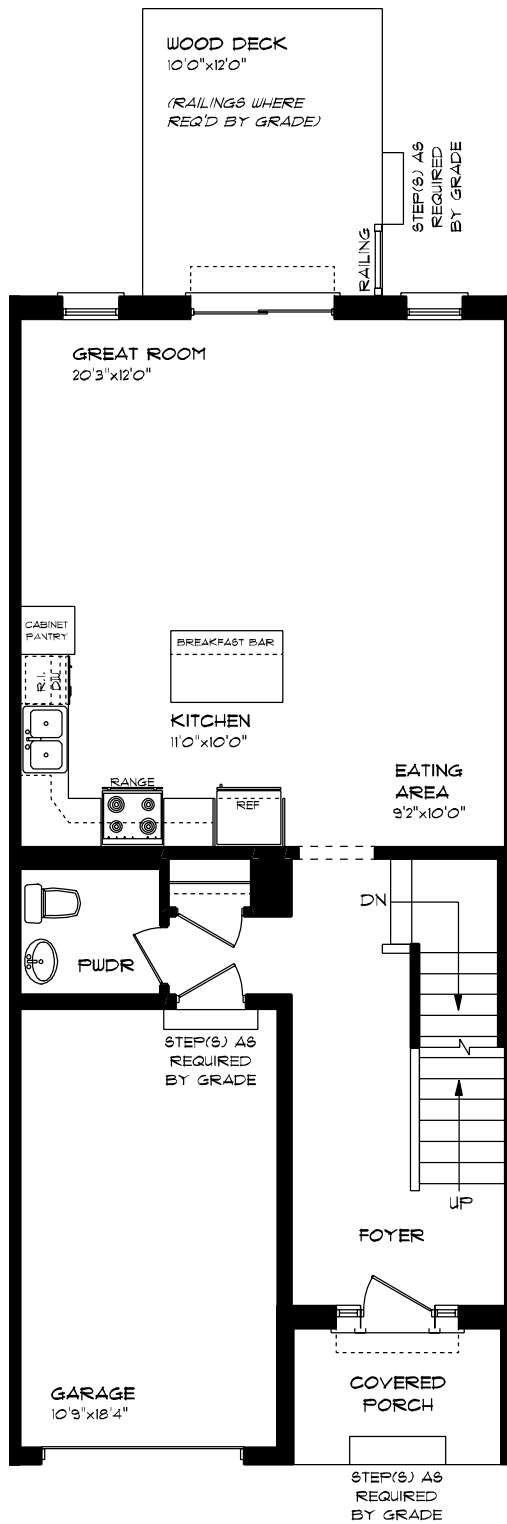 WOOD DECK
10'0"x12'0"
(RAILINGS WHERE
REQ'D BY GRADE)
STEP(S) AS
REQUIRED
BY GRADE
RAILING
GREAT ROOM
20'3"x12'0"
CABINET
PANTRY
R.I.
DW
BREAKFAST BAR
KITCHEN
11'0"x10'0"
RANGE
REF
EATING
AREA
9'2"x10'0"
DN
PWDR
STEP(S) AS
REQUIRED
BY GRADE
UP
FOYER
GARAGE
10'9"x18'4"
COVERED
PORCH
STEP(S) AS
REQUIRED
BY GRADE